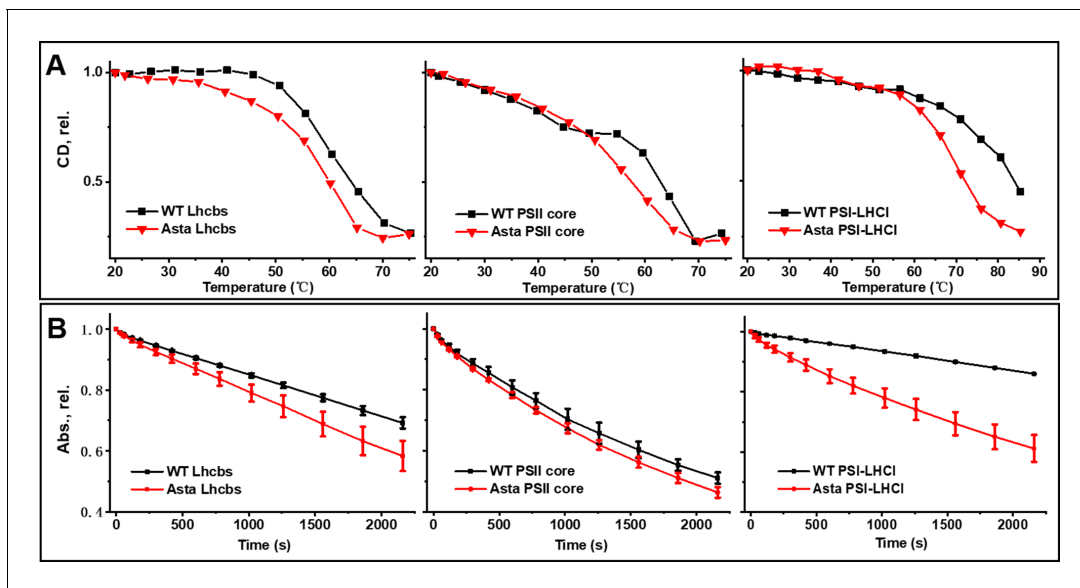 A
CD, rel.
1.0
0.5
WT Lhcbs
Asta Lhcbs
20 30 40 50 60 70
Temperature (℃)
WT PSII core
Asta PSII core
20 30 40 50 60 70
Temperature (℃)
WT PSI-LHCI
Asta PSI-LHCI
20 30 40 50 60 70 80 90
Temperature (℃)
B
Abs., rel.
1.0
0.8
0.6
0.4
WT Lhcbs
Asta Lhcbs
0 500 1000 1500 2000
Time (s)
WT PSII core
Asta PSII core
0 500 1000 1500 2000
Time (s)
WT PSI-LHCI
Asta PSI-LHCI
0 500 1000 1500 2000
Time (s)